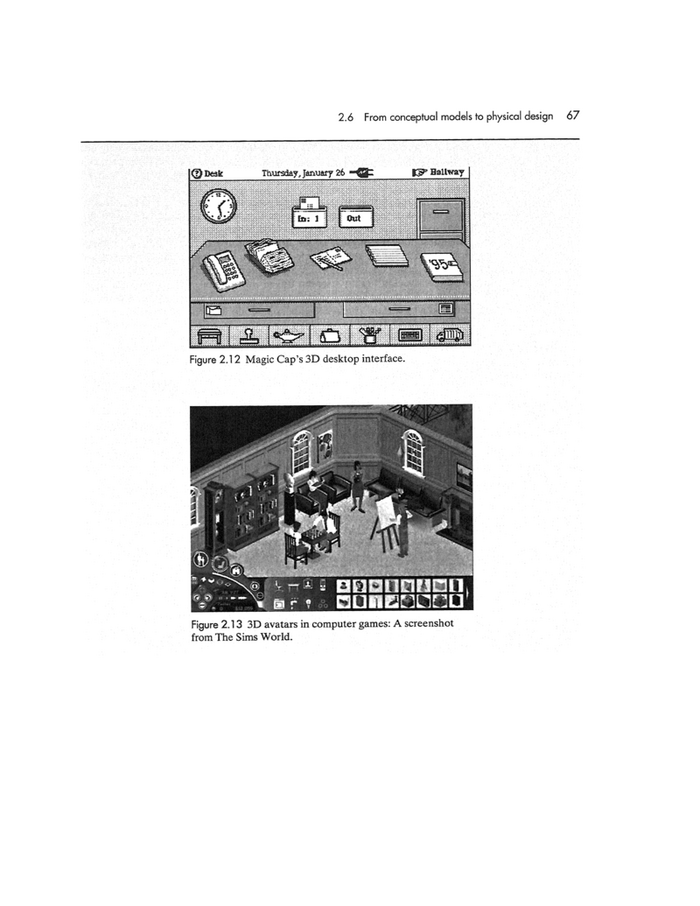 2.6 From conceptual models to physical design 67
Desk Thursday, January 26 Hallway
In: 1 Out
'95
Figure 2.12 Magic Cap's 3D desktop interface.
Figure 2.13 3D avatars in computer games: A screenshot
from The Sims World.